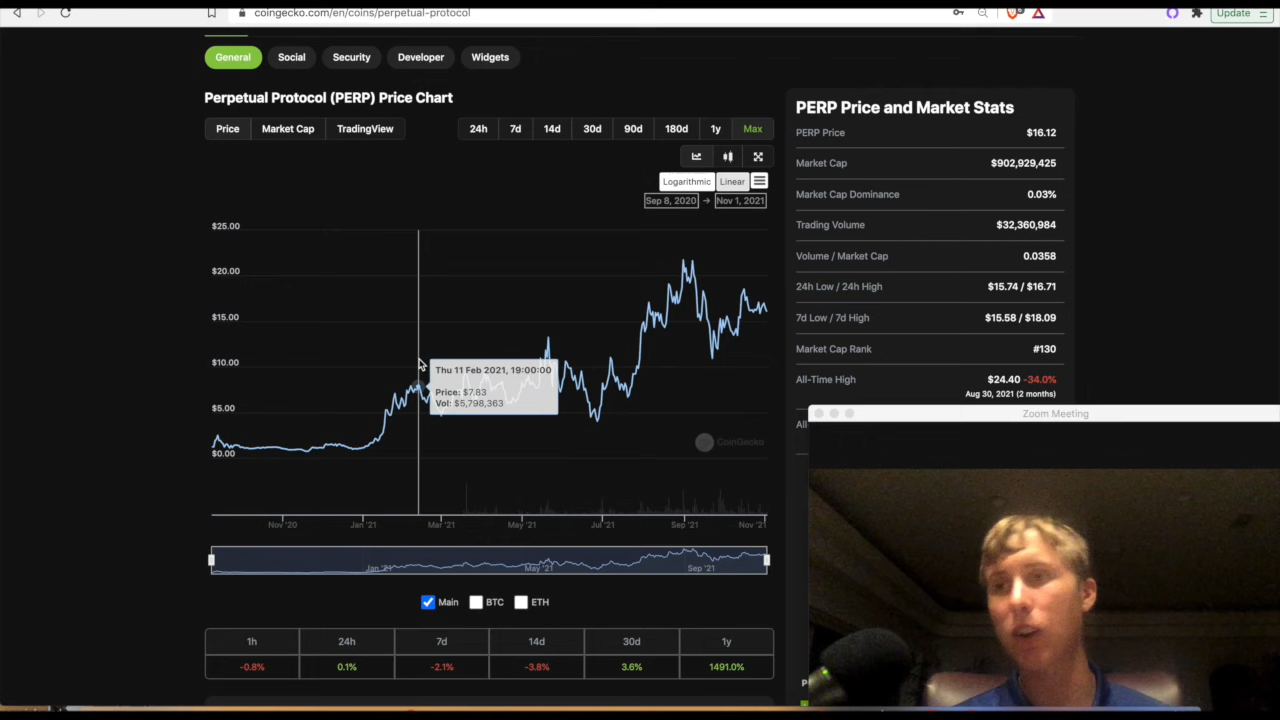 coingecko.com/en/coins/perpetual-protocol
Update
General Social Security Developer Widgets
Perpetual Protocol (PERP) Price Chart
Price Market Cap TradingView
24h 7d 14d 30d 90d 180d 1y Max
Logarithmic Linear
Sep 8, 2020 → Nov 1, 2021
$25.00
$20.00
$15.00
$10.00
$5.00
$0.00
Thu 11 Feb 2021, 19:00:00
Price: $7.83
Vol: $5,798,363
CoinGecko
Nov '20 Jan '21 Mar '21 May '21 Jul '21 Sep '21 Nov '21
Jan '21 May '21 Sep '21
Main BTC ETH
1h 24h 7d 14d 30d 1y
-0.8% 0.1% -2.1% -3.8% 3.6% 1491.0%
PERP Price and Market Stats
PERP Price $16.12
Market Cap $902,929,425
Market Cap Dominance 0.03%
Trading Volume $32,360,984
Volume / Market Cap 0.0358
24h Low / 24h High $15.74 / $16.71
7d Low / 7d High $15.58 / $18.09
Market Cap Rank #130
All-Time High $24.40 -34.0%
Aug 30, 2021 (2 months)
All
Zoom Meeting
P